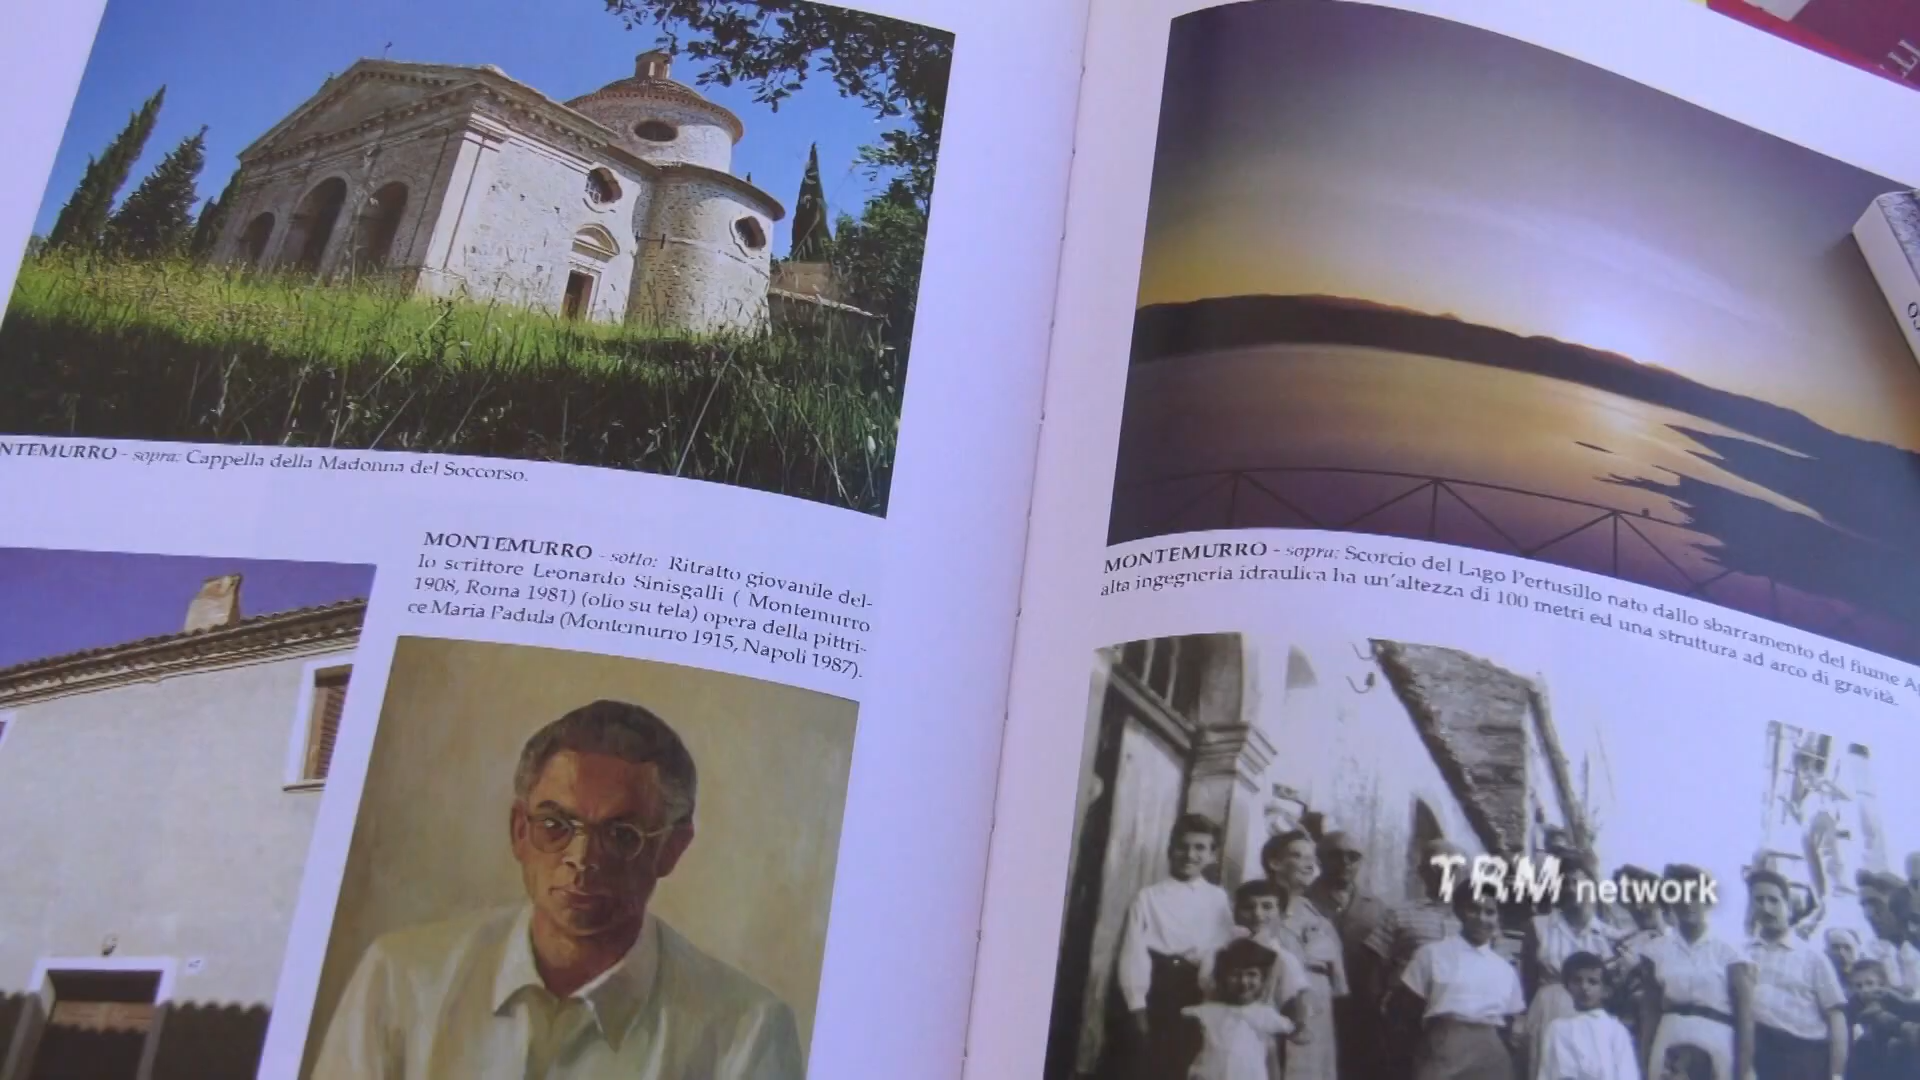 NTEMURRO - sopra: Cappella della Madonna del Soccorso.
MONTEMURRO - sotto: Ritratto giovanile del-
lo scrittore Leonardo Sinisgalli ( Montemurro
1908, Roma 1981) (olio su tela) opera della pittri-
ce Maria Padula (Montemurro 1915, Napoli 1987).
MONTEMURRO - sopra: Scorcio del Lago Pertusillo nato dallo sbarramento del fiume A
alta ingegneria idraulica ha un'altezza di 100 metri ed una struttura ad arco di gravità.
TRM network